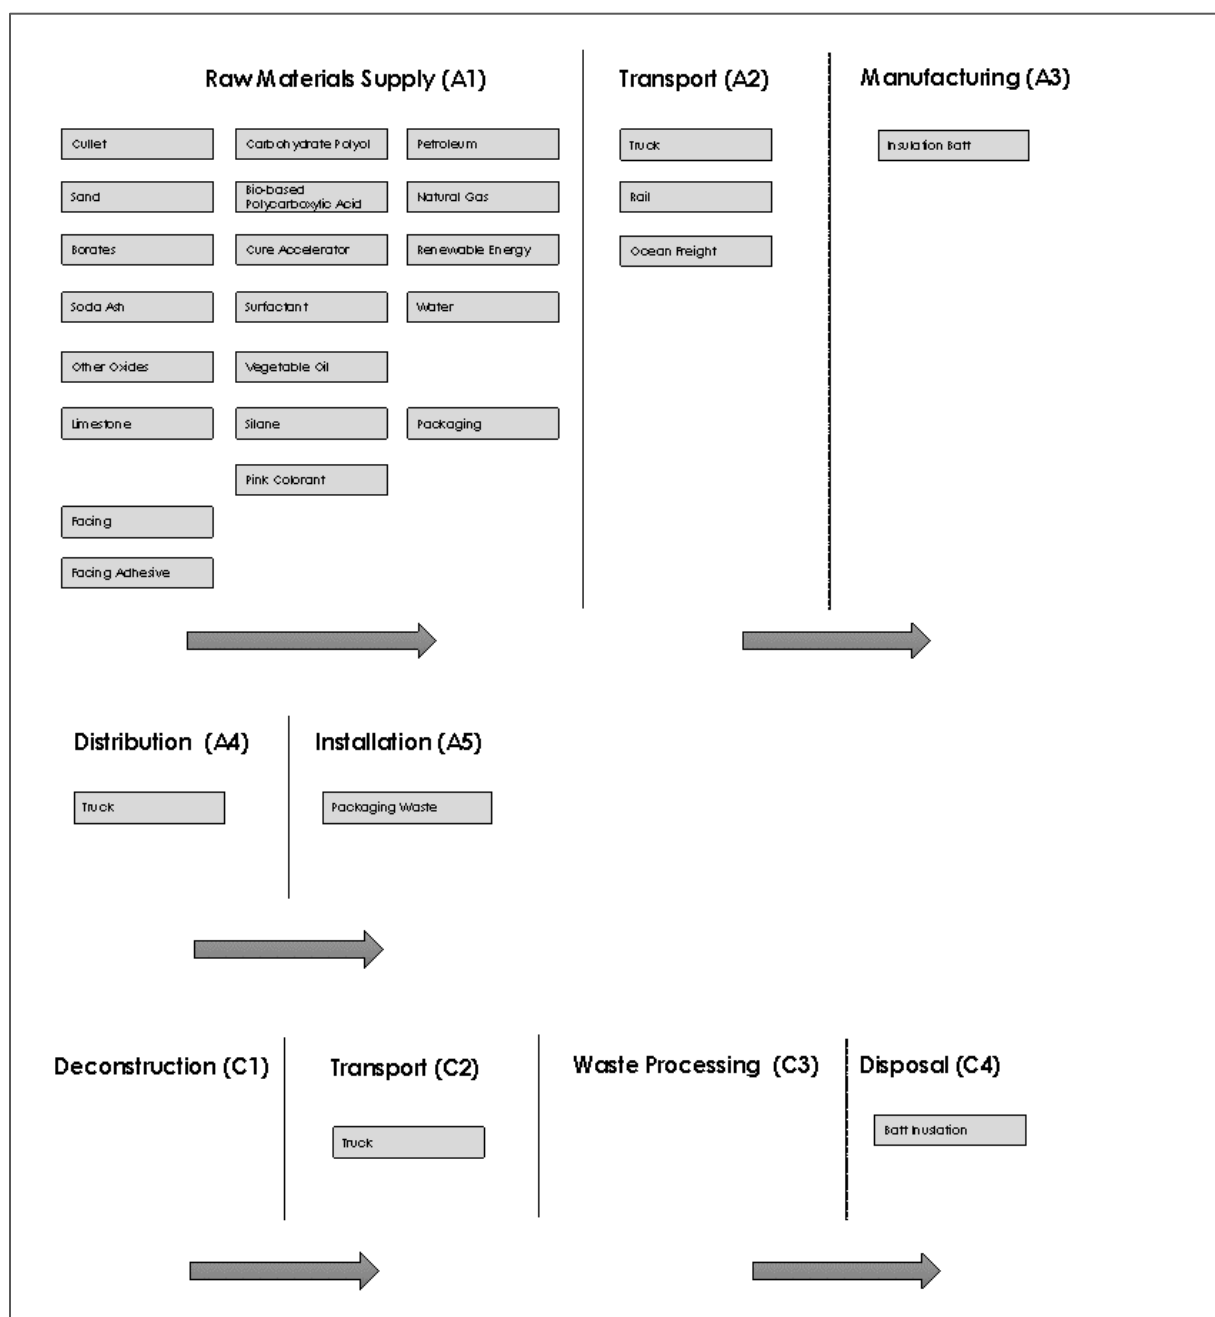 Raw Materials Supply (A1)
Transport (A2)
Manufacturing (A3)
Cullet
Carbohydrate Polyol
Petroleum
Truck
Insulation Batt
Sand
Bio-based
Polycarboxylic Acid
Natural Gas
Rail
Borates
Cure Accelerator
Renewable Energy
Ocean Freight
Soda Ash
Surfactant
Water
Other Oxides
Vegetable Oil
Limestone
Silane
Packaging
Pink Colorant
Facing
Facing Adhesive
Distribution (A4)
Installation (A5)
Truck
Packaging Waste
Deconstruction (C1)
Transport (C2)
Waste Processing (C3)
Disposal (C4)
Truck
Batt Inuslation